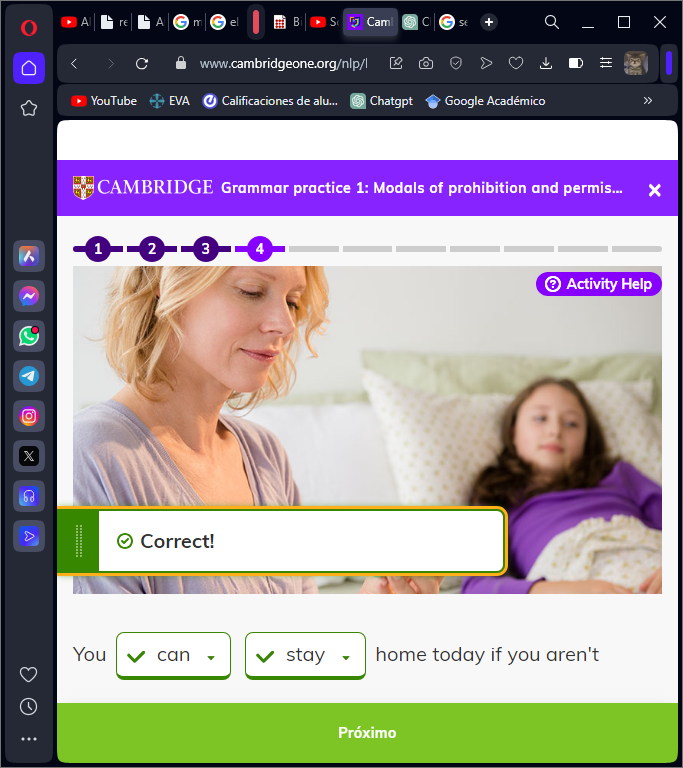 www.cambridgeone.org/nlp/
YouTube EVA Calificaciones de alu... Chatgpt Google Académico »
CAMBRIDGE Grammar practice 1: Modals of prohibition and permis...
1 2 3 4
Activity Help
Correct!
You can stay home today if you aren't
Próximo